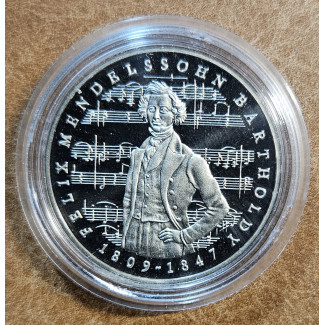 FELIX MENDELSSOHN BARTHOLDY
1809-1847